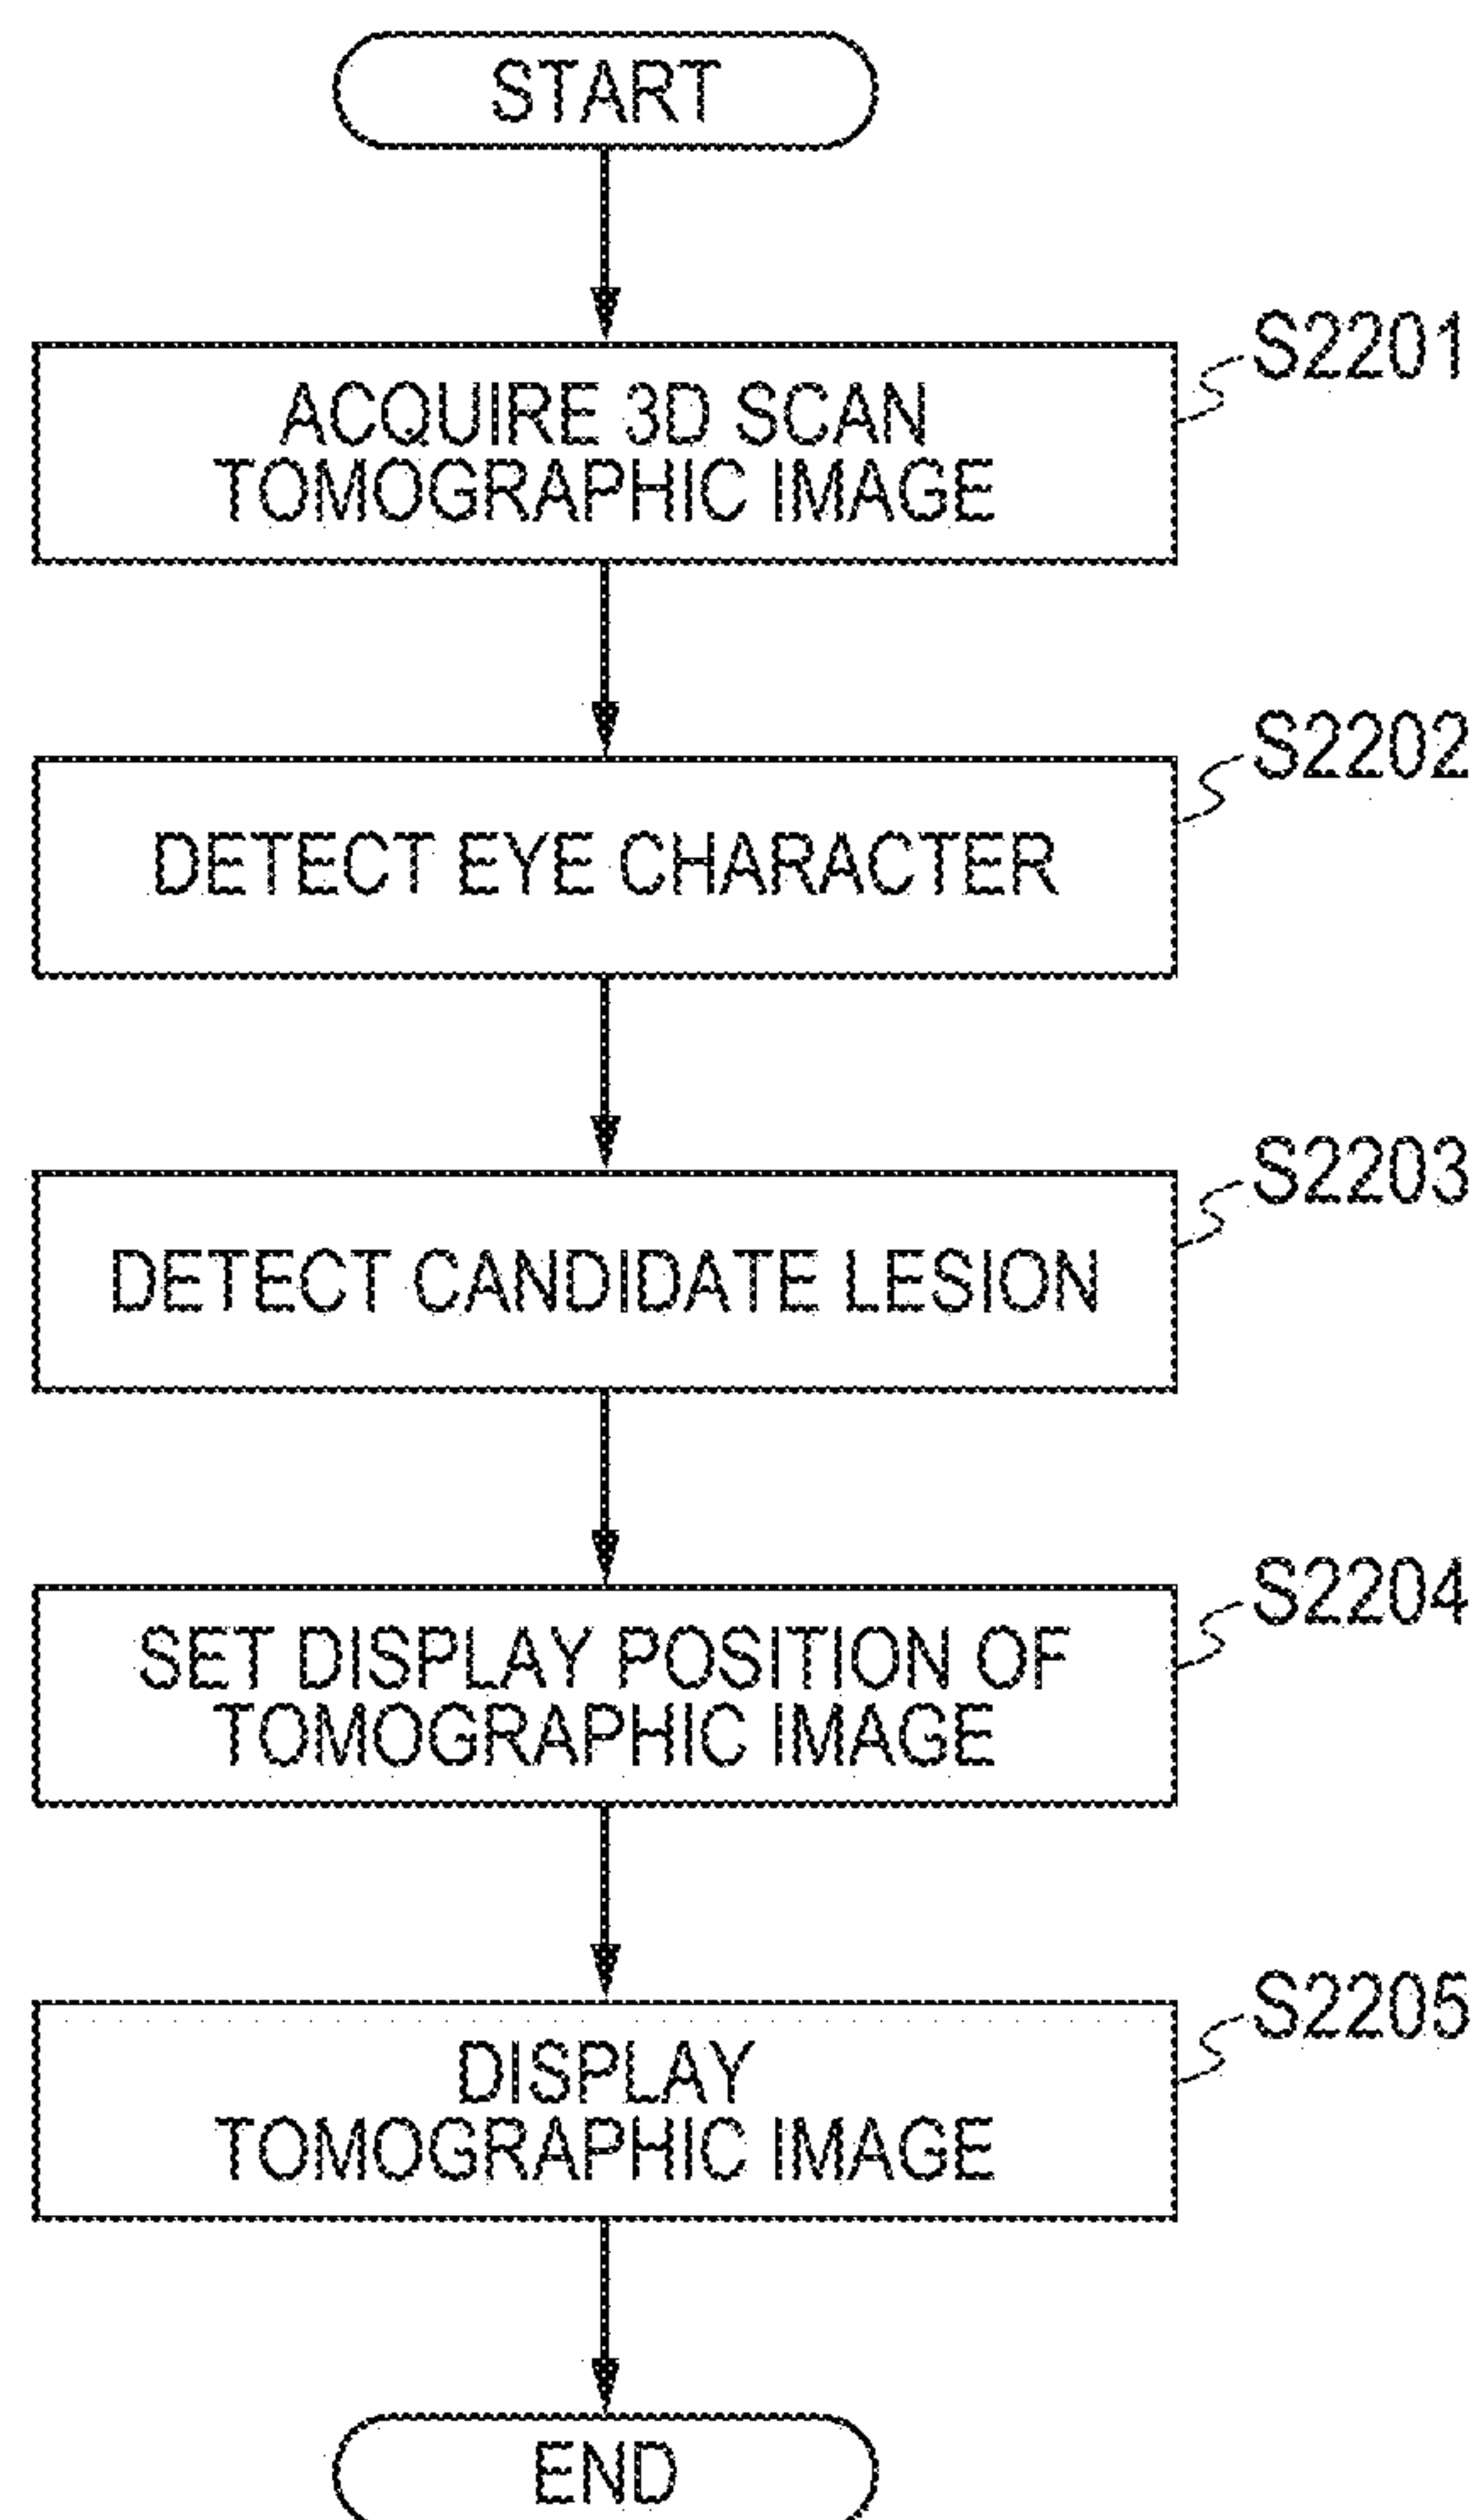 START
ACQUIRE 3D SCAN
TOMOGRAPHIC IMAGE
S2201
DETECT EYE CHARACTER
S2202
DETECT CANDIDATE LESION
S2203
SET DISPLAY POSITION OF
TOMOGRAPHIC IMAGE
S2204
DISPLAY
TOMOGRAPHIC IMAGE
S2205
END